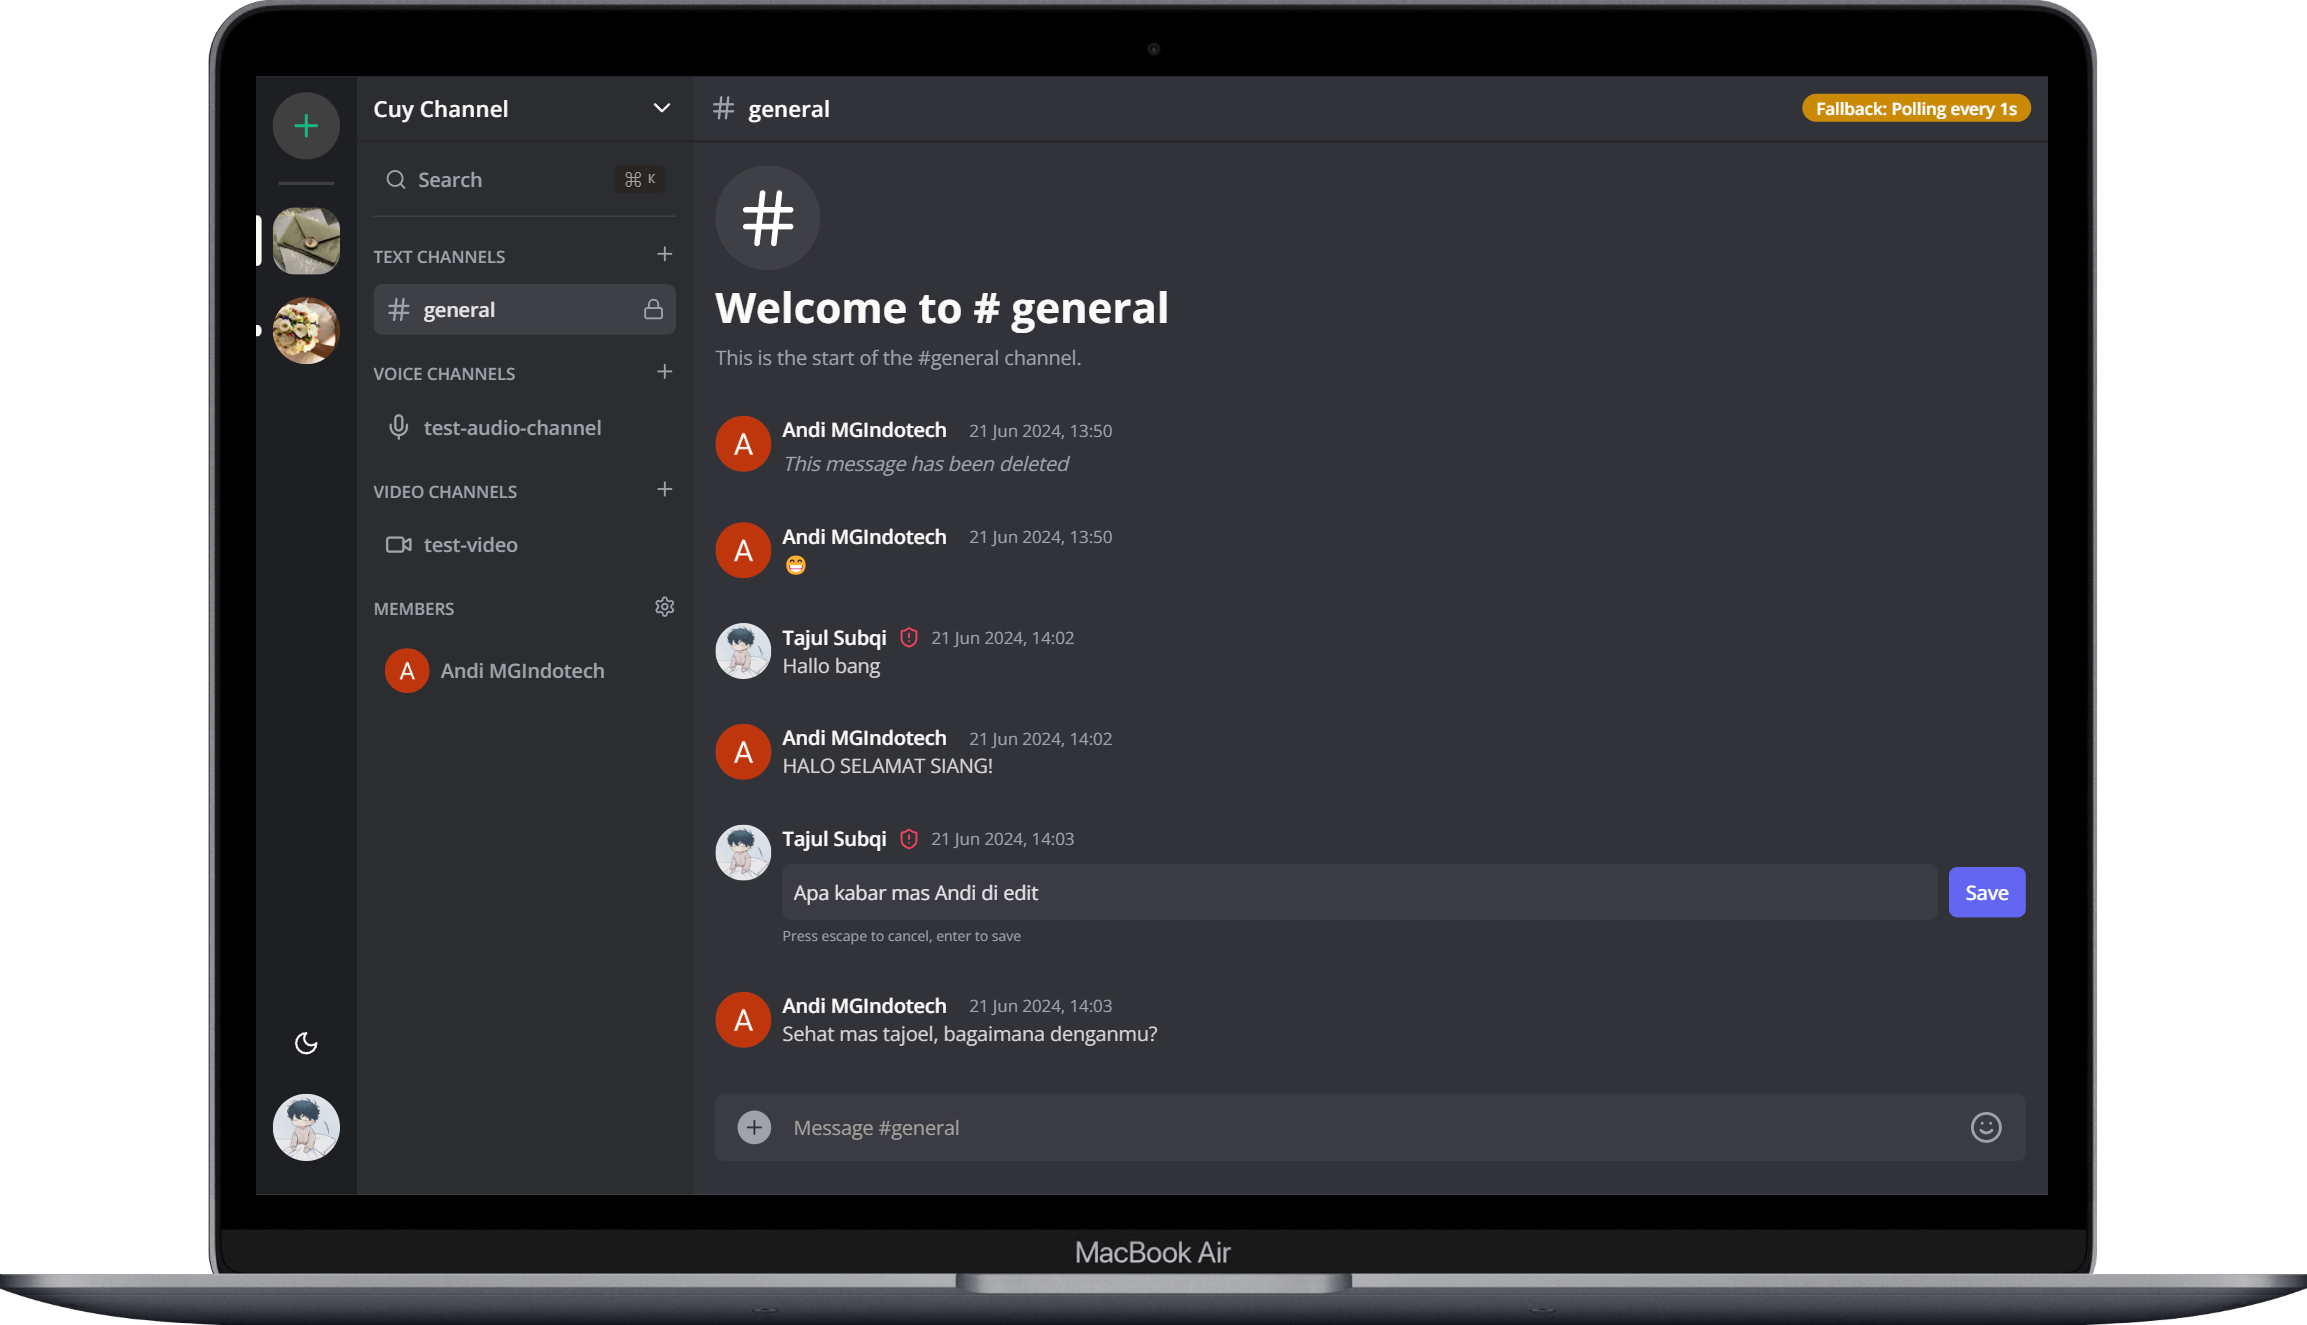 Cuy Channel
Search
⌘ K
TEXT CHANNELS
# general
VOICE CHANNELS
test-audio-channel
VIDEO CHANNELS
test-video
MEMBERS
A Andi MGIndotech
# general
Fallback: Polling every 1s
#
Welcome to # general
This is the start of the #general channel.
A
Andi MGIndotech 21 Jun 2024, 13:50
This message has been deleted
A
Andi MGIndotech 21 Jun 2024, 13:50
😁
Tajul Subqi 21 Jun 2024, 14:02
Hallo bang
A
Andi MGIndotech 21 Jun 2024, 14:02
HALO SELAMAT SIANG!
Tajul Subqi 21 Jun 2024, 14:03
Apa kabar mas Andi di edit
Save
Press escape to cancel, enter to save
A
Andi MGIndotech 21 Jun 2024, 14:03
Sehat mas tajoel, bagaimana denganmu?
Message #general
MacBook Air